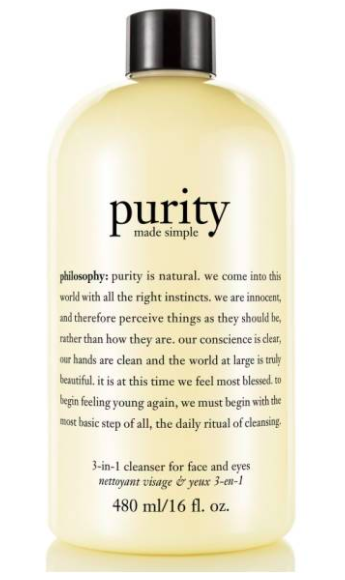 purity
made simple
philosophy: purity is natural. we come into this
world with all the right instincts. we are innocent,
and therefore perceive things as they should be,
rather than how they are. our conscience is clear,
our hands are clean and the world at large is truly
beautiful. it is at this time we feel most blessed. to
begin feeling young again, we must begin with the
most basic step of all, the daily ritual of cleansing.
3-in-1 cleanser for face and eyes
nettoyant visage & yeux 3-en-1
480 ml/16 fl. oz.